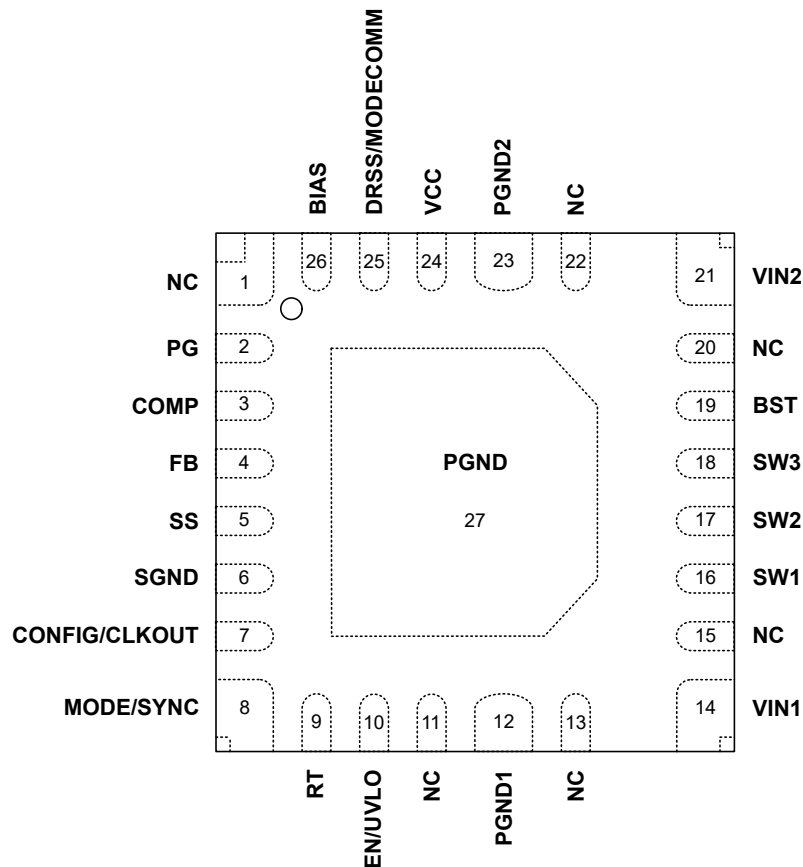 BIAS
DRSS/MODECOMM
VCC
PGND2
NC
26
25
24
23
22
NC
1
21
VIN2
PG
2
20
NC
COMP
3
19
BST
FB
4
PGND
18
SW3
SS
5
27
17
SW2
SGND
6
16
SW1
CONFIG/CLKOUT
7
15
NC
MODE/SYNC
8
14
VIN1
9
10
11
12
13
RT
EN/UVLO
NC
PGND1
NC